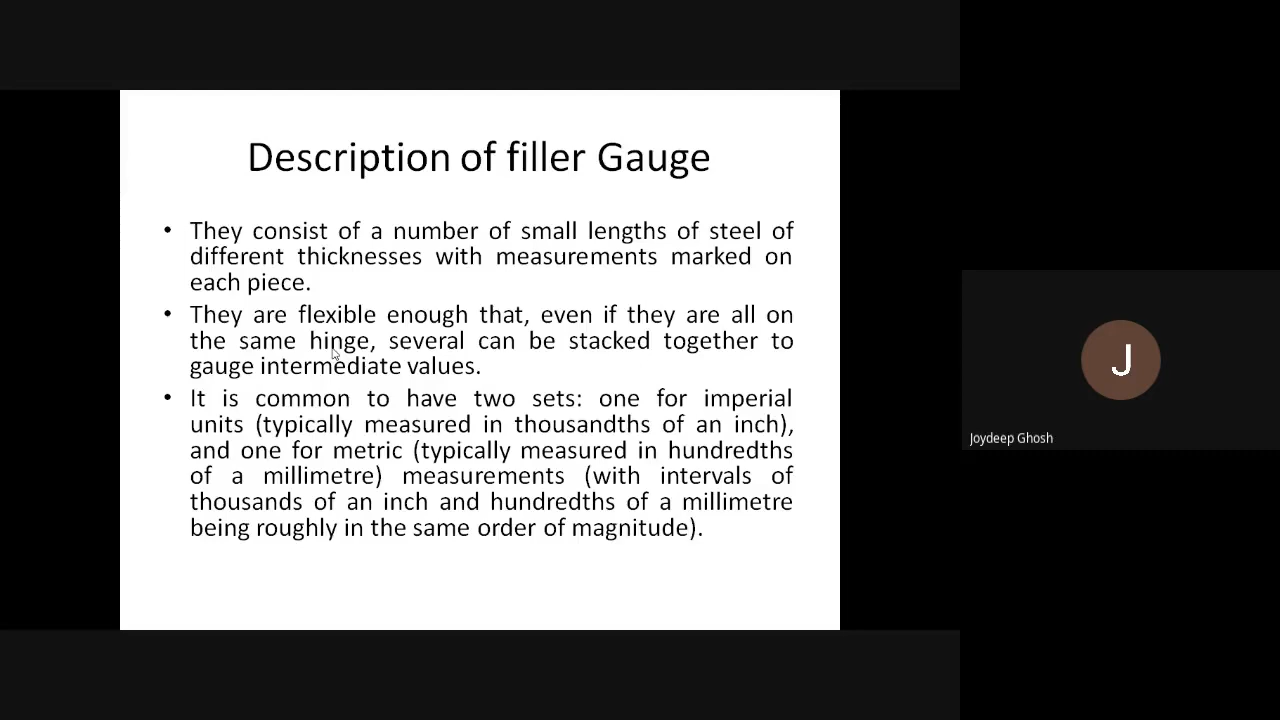 Description of filler Gauge
• They consist of a number of small lengths of steel of
different thicknesses with measurements marked on
each piece.
• They are flexible enough that, even if they are all on
the same hinge, several can be stacked together to
gauge intermediate values.
• It is common to have two sets: one for imperial
units (typically measured in thousandths of an inch),
and one for metric (typically measured in hundredths
of a millimetre) measurements (with intervals of
thousands of an inch and hundredths of a millimetre
being roughly in the same order of magnitude).
J
Joydeep Ghosh